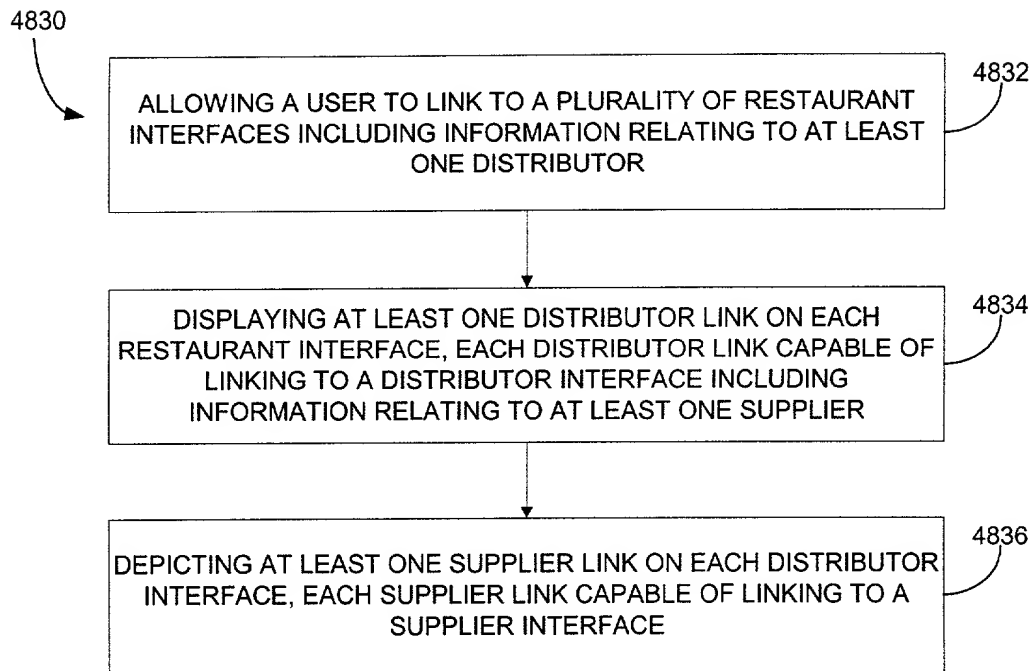 4830
4832
ALLOWING A USER TO LINK TO A PLURALITY OF RESTAURANT
INTERFACES INCLUDING INFORMATION RELATING TO AT LEAST
ONE DISTRIBUTOR
4834
DISPLAYING AT LEAST ONE DISTRIBUTOR LINK ON EACH
RESTAURANT INTERFACE, EACH DISTRIBUTOR LINK CAPABLE OF
LINKING TO A DISTRIBUTOR INTERFACE INCLUDING
INFORMATION RELATING TO AT LEAST ONE SUPPLIER
4836
DEPICTING AT LEAST ONE SUPPLIER LINK ON EACH DISTRIBUTOR
INTERFACE, EACH SUPPLIER LINK CAPABLE OF LINKING TO A
SUPPLIER INTERFACE